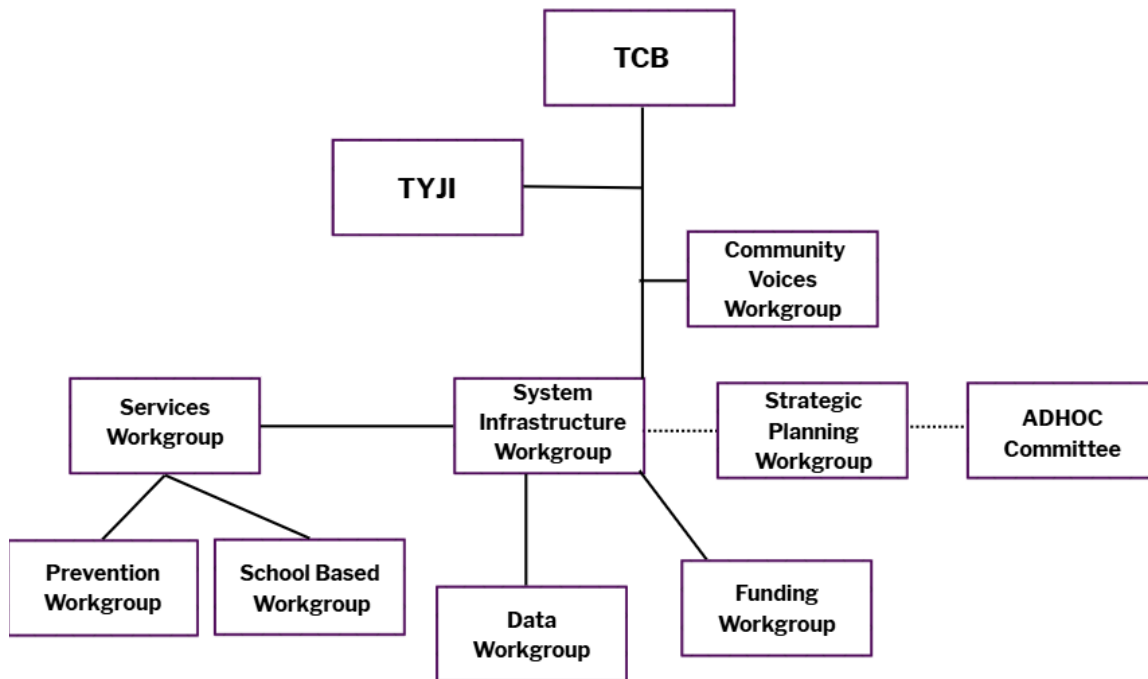 TCB
TYJI
Community
Voices
Workgroup
Services
Workgroup
System
Infrastructure
Workgroup
Strategic
Planning
Workgroup
ADHOC
Committee
Prevention
Workgroup
School Based
Workgroup
Data
Workgroup
Funding
Workgroup